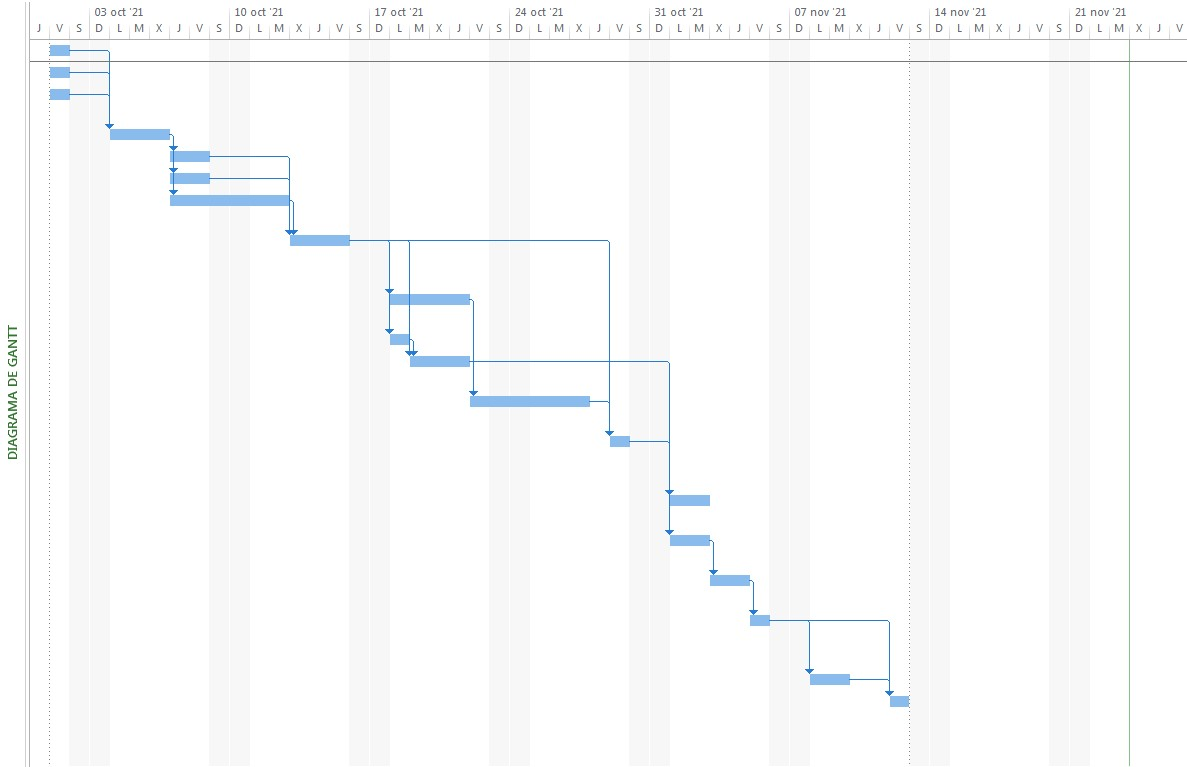 03 oct '21 10 oct '21 17 oct '21 24 oct '21 31 oct '21 07 nov '21 14 nov '21 21 nov '21
J V S D L M X J V S D L M X J V S D L M X J V S D L M X J V S D L M X J V S D L M X J V S D L M X J V S D L M X J V
DIAGRAMA DE GANTT